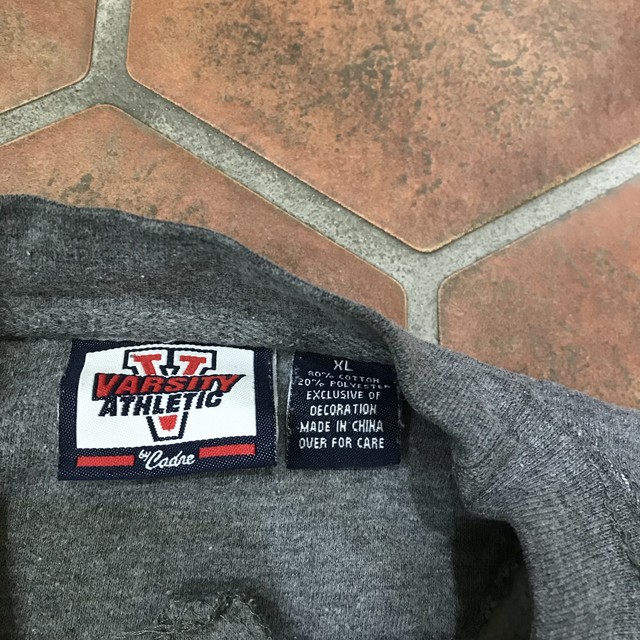 V
VARSITY
ATHLETIC
by Cadre
XL
80% COTTON
20% POLYESTER
EXCLUSIVE OF
DECORATION
MADE IN CHINA
OVER FOR CARE